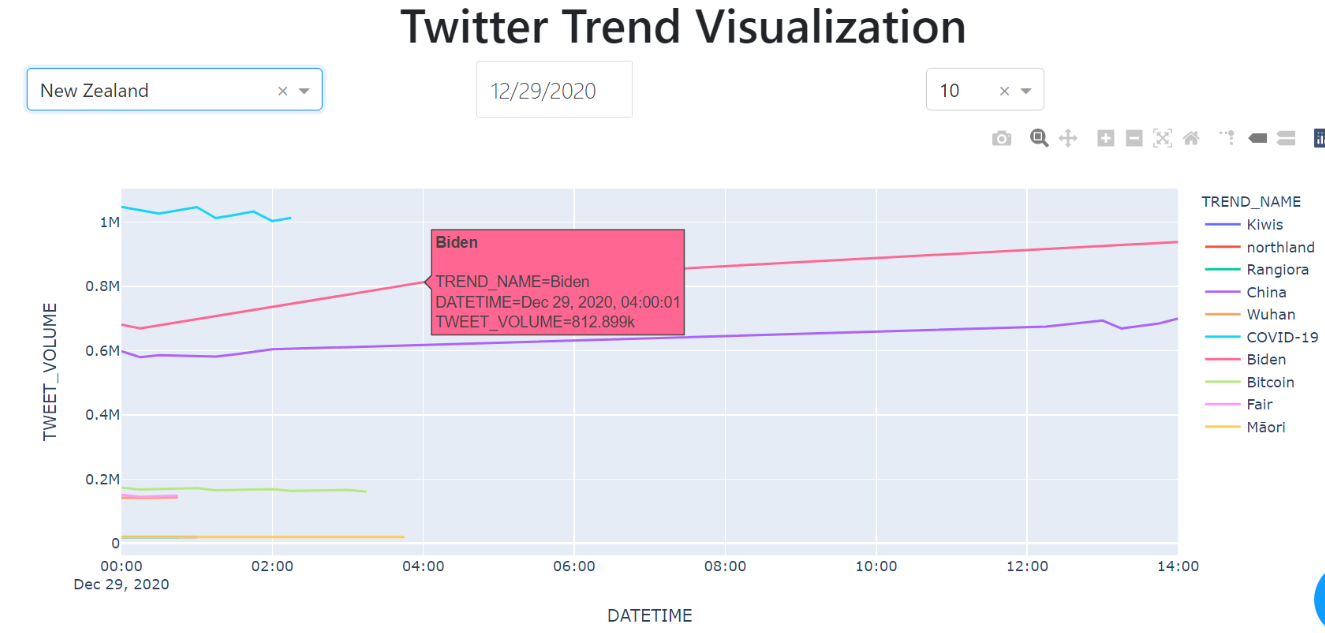 Twitter Trend Visualization
New Zealand
12/29/2020
10
TREND_NAME
Kiwis
northland
Rangiora
China
Wuhan
COVID-19
Biden
Bitcoin
Fair
Māori
TWEET_VOLUME
1M
0.8M
0.6M
0.4M
0.2M
0
Biden
TREND_NAME=Biden
DATETIME=Dec 29, 2020, 04:00:01
TWEET_VOLUME=812.899k
00:00 02:00 04:00 06:00 08:00 10:00 12:00 14:00
Dec 29, 2020
DATETIME